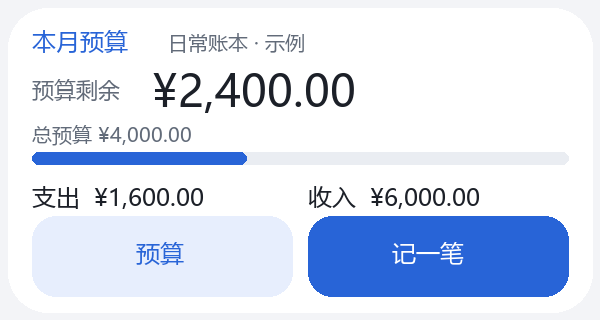 本月预算 日常账本 · 示例
预算剩余 ¥2,400.00
总预算 ¥4,000.00
支出 ¥1,600.00 收入 ¥6,000.00
预算 记一笔